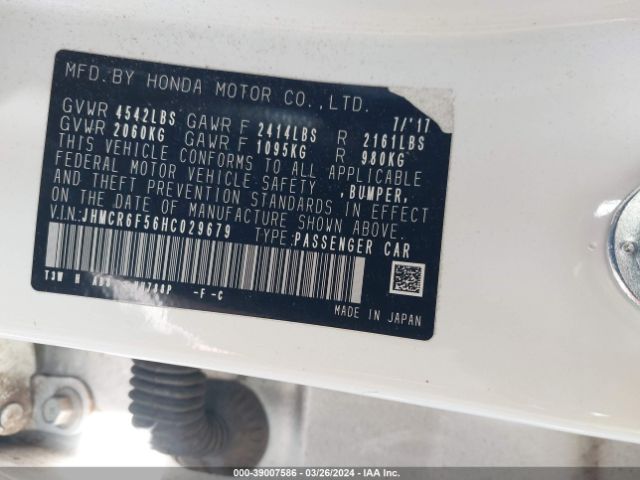 MFD. BY HONDA MOTOR CO.,LTD.
7/'17
GVWR 4542LBS GAWR F 2414LBS R 2161LBS
GVWR 2060KG GAWR F 1095KG R 980KG
THIS VEHICLE CONFORMS TO ALL APPLICABLE
FEDERAL MOTOR VEHICLE SAFETY ,BUMPER,
AND THEFT PREVENTION STANDARDS IN EFFECT
ON THE DATE OF MANUFACTURE SHOWN ABOVE.
V.I.N:JHMCR6F56HC029679 TYPE:PASSENGER CAR
T3W H -F -C
MADE IN JAPAN
000-39007586 | 03/26/2024 | IAA Inc.